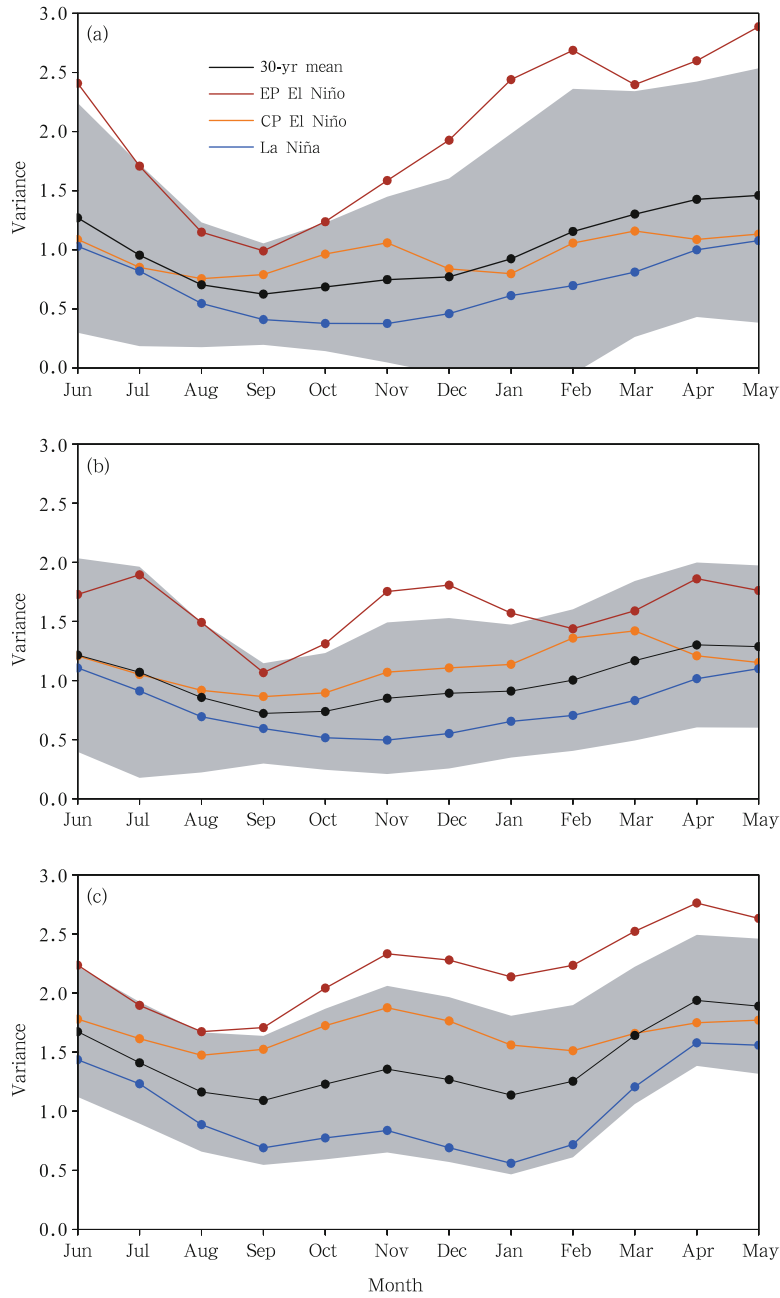 3.0
(a)
30-yr mean
2.5
EP El Niño
CP El Niño
2.0
La Niña
Variance
1.5
1.0
0.5
0.0
Jun Jul Aug Sep Oct Nov Dec Jan Feb Mar Apr May
3.0
(b)
2.5
2.0
Variance
1.5
1.0
0.5
0.0
Jun Jul Aug Sep Oct Nov Dec Jan Feb Mar Apr May
3.0
(c)
2.5
2.0
Variance
1.5
1.0
0.5
0.0
Jun Jul Aug Sep Oct Nov Dec Jan Feb Mar Apr May
Month